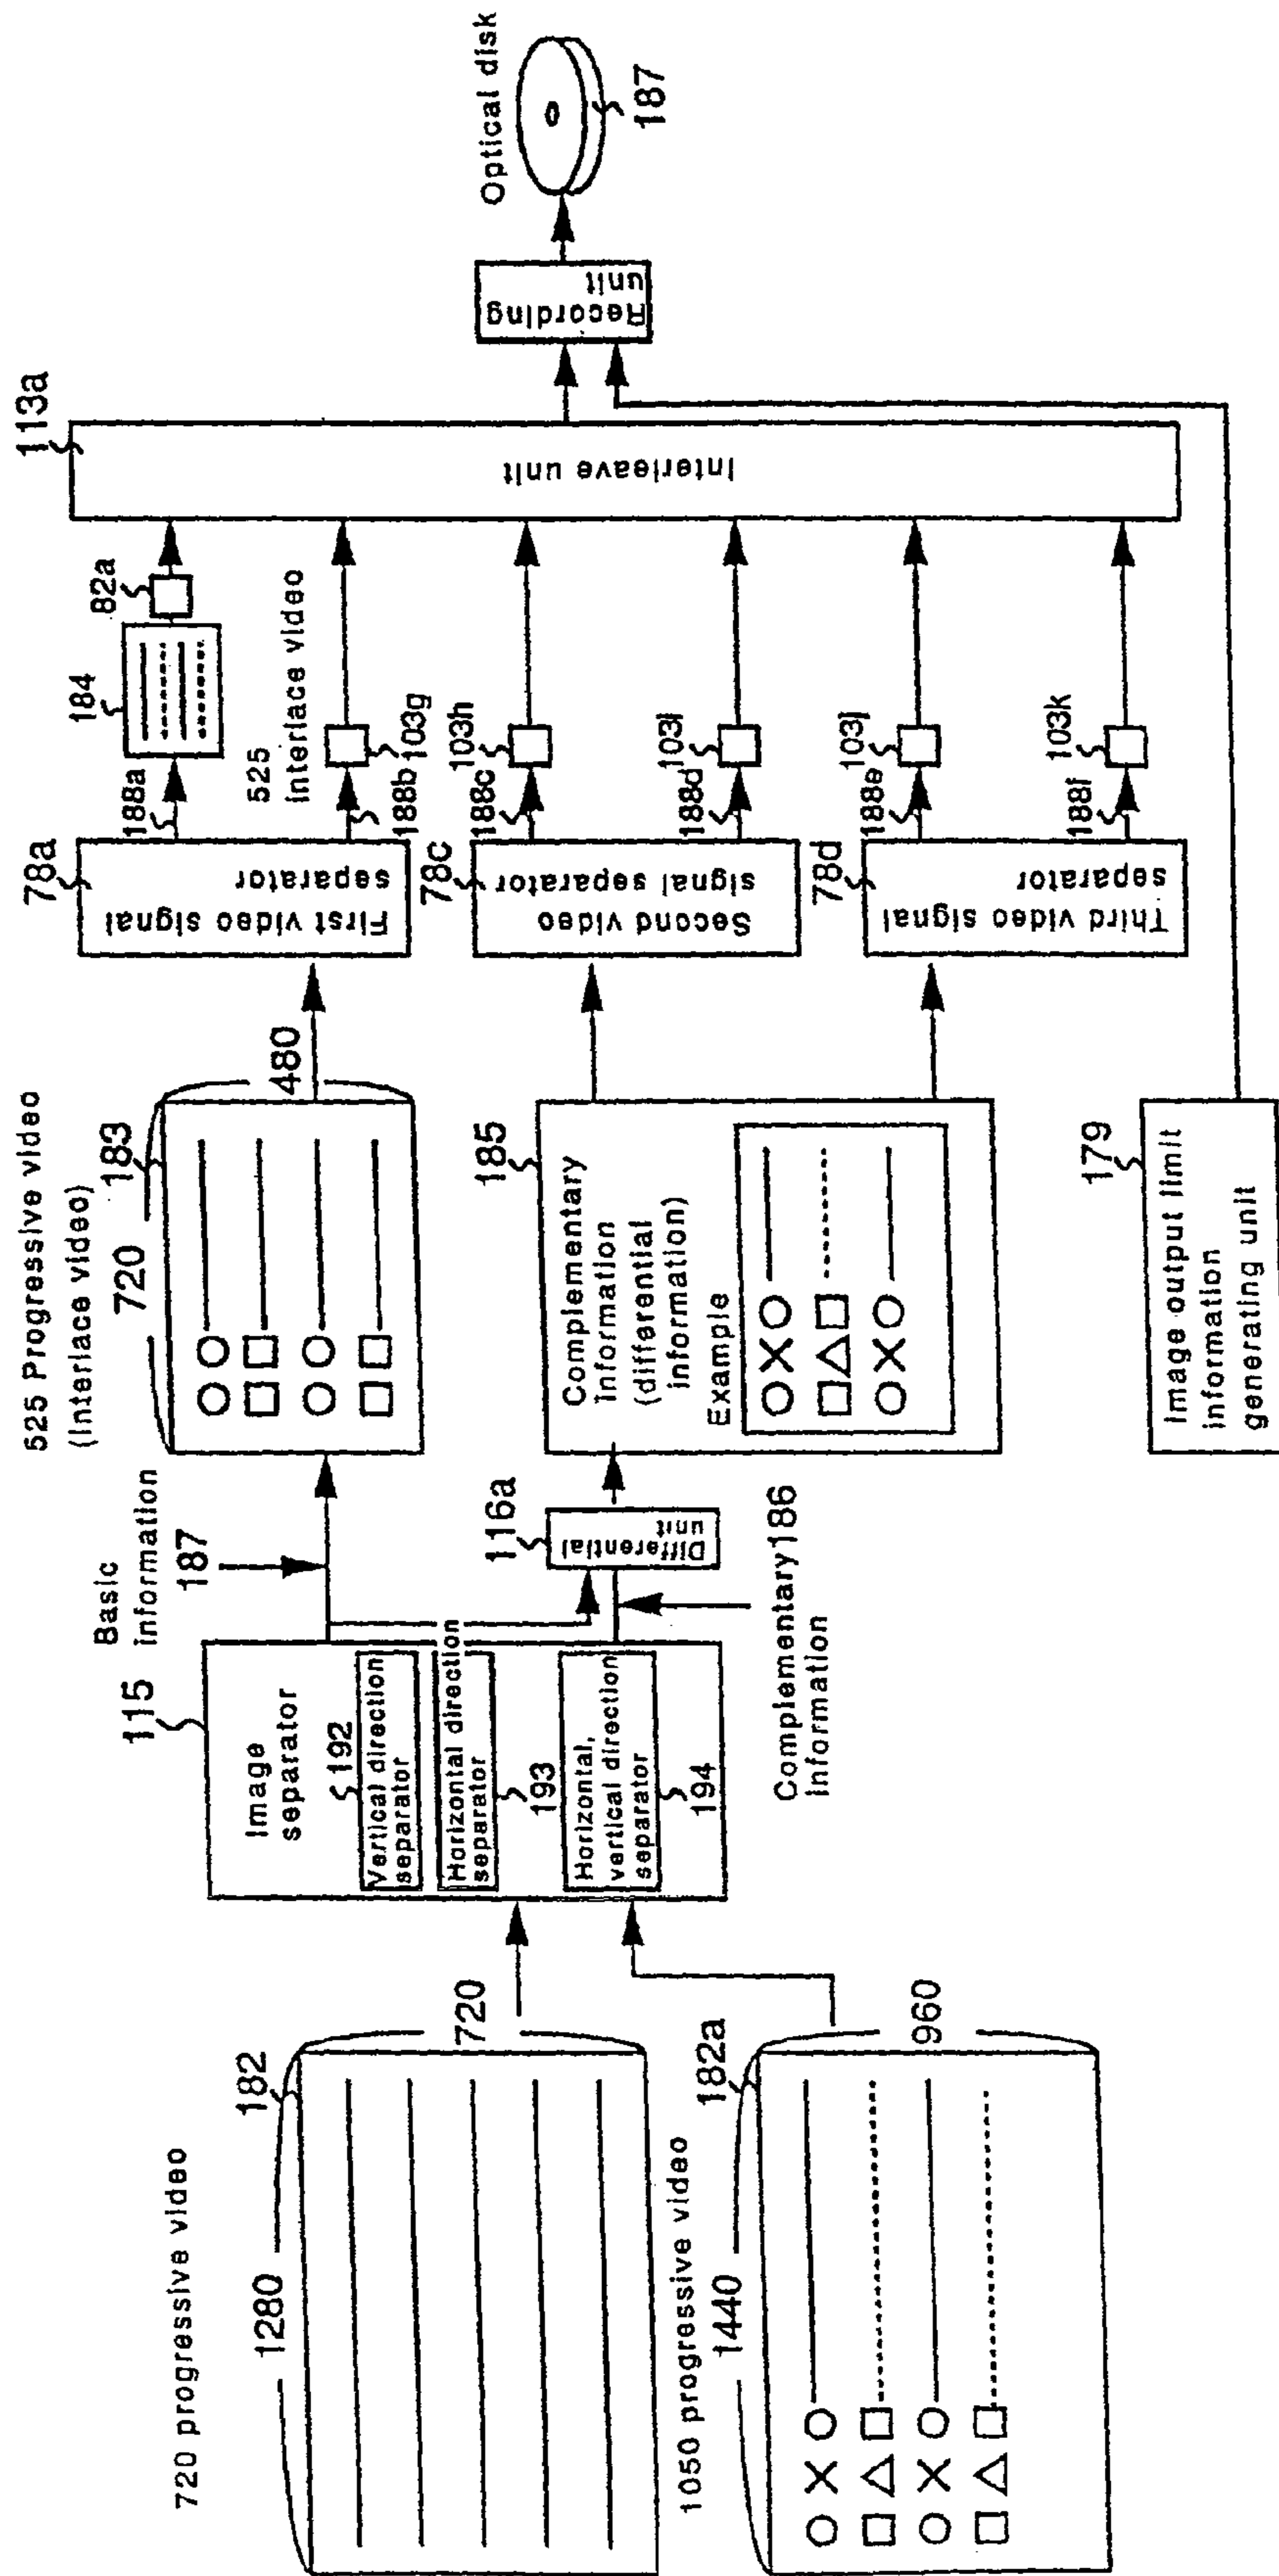 720 progressive video
1280
182
720
1050 progressive video
1440
182a
960
115
Image
separator
192
Vertical direction
separator
Horizontal direction
separator
193
Horizontal,
vertical direction
separator
194
Basic
information
187
116a
Differential
unit
Complementary
information
186
525 Progressive video
(Interlace video)
720
183
480
185
Complementary
information
(differential
information)
Example
179
Image output limit
information
generating unit
78a
First video signal
separator
78c
Second video
signal separator
78d
Third video signal
separator
188a
184
82a
188b
525
interlace video
103g
188c
103h
188d
103i
188e
103j
188f
103k
113a
Interleave unit
Recording
unit
Optical disk
187